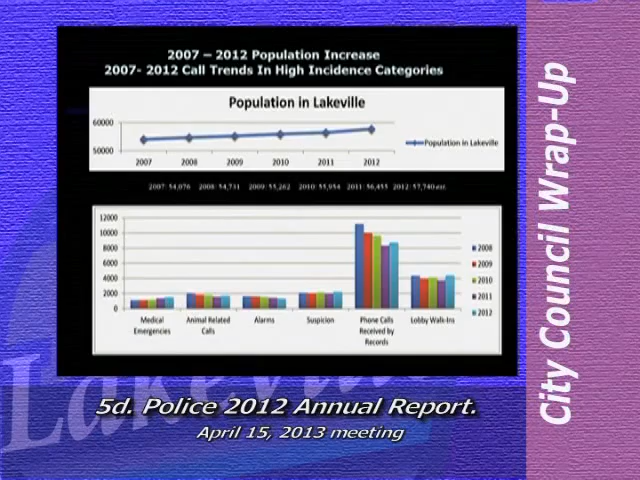 2007 – 2012 Population Increase
2007- 2012 Call Trends In High Incidence Categories
Population in Lakeville
60000
50000
2007 2008 2009 2010 2011 2012
Population in Lakeville
2007: 54,076 2008: 54,731 2009: 55,262 2010: 55,954 2011: 56,455 2012: 57,740 est.
12000
10000
8000
6000
4000
2000
0
Medical Emergencies
Animal Related Calls
Alarms
Suspicion
Phone Calls Received by Records
Lobby Walk-Ins
2008
2009
2010
2011
2012
City Council Wrap-Up
Lakeville
5d. Police 2012 Annual Report.
April 15, 2013 meeting